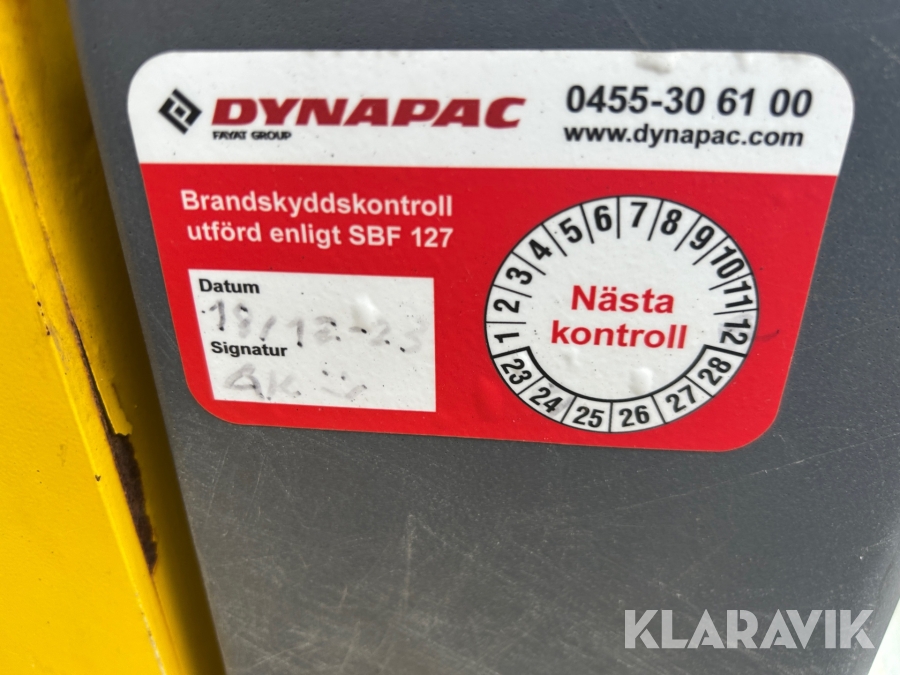 DYNAPAC
FAYAT GROUP
0455-30 61 00
www.dynapac.com
Brandskyddskontroll
utförd enligt SBF 127
Datum
Signatur
1 2 3 4 5 6 7 8 9 10 11 12
Nästa
kontroll
23 24 25 26 27 28
KLARAVIK